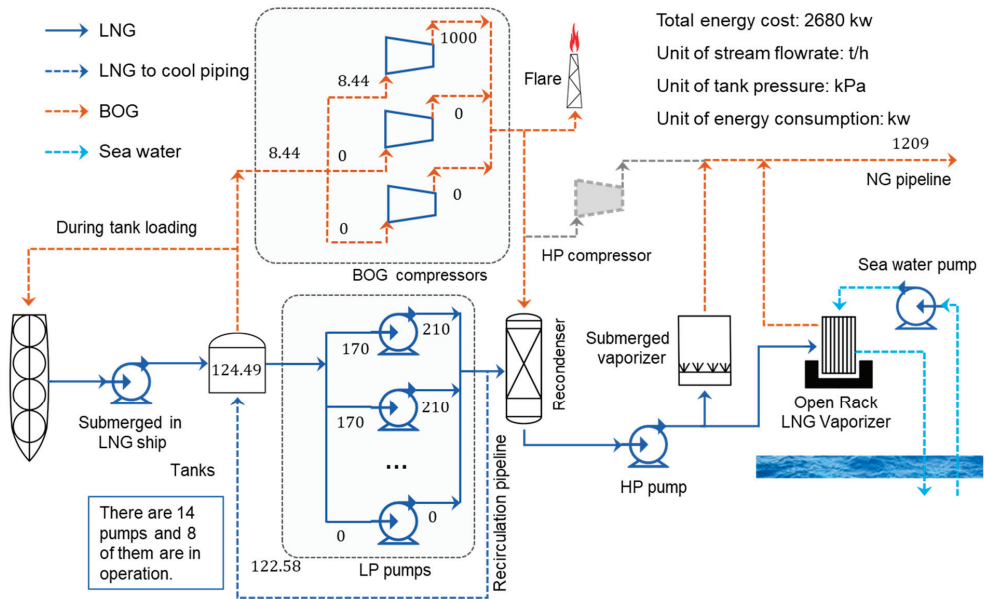 LNG
LNG to cool piping
BOG
Sea water
Total energy cost: 2680 kw
Unit of stream flowrate: t/h
Unit of tank pressure: kPa
Unit of energy consumption: kw
1000
8.44
0
0
0
0
8.44
BOG compressors
Flare
1209
NG pipeline
HP compressor
During tank loading
Sea water pump
Submerged in
LNG ship
124.49
Tanks
170
210
170
210
...
0
0
LP pumps
Recondenser
Recirculation pipeline
Submerged
vaporizer
HP pump
Open Rack
LNG Vaporizer
There are 14
pumps and 8
of them are in
operation.
122.58